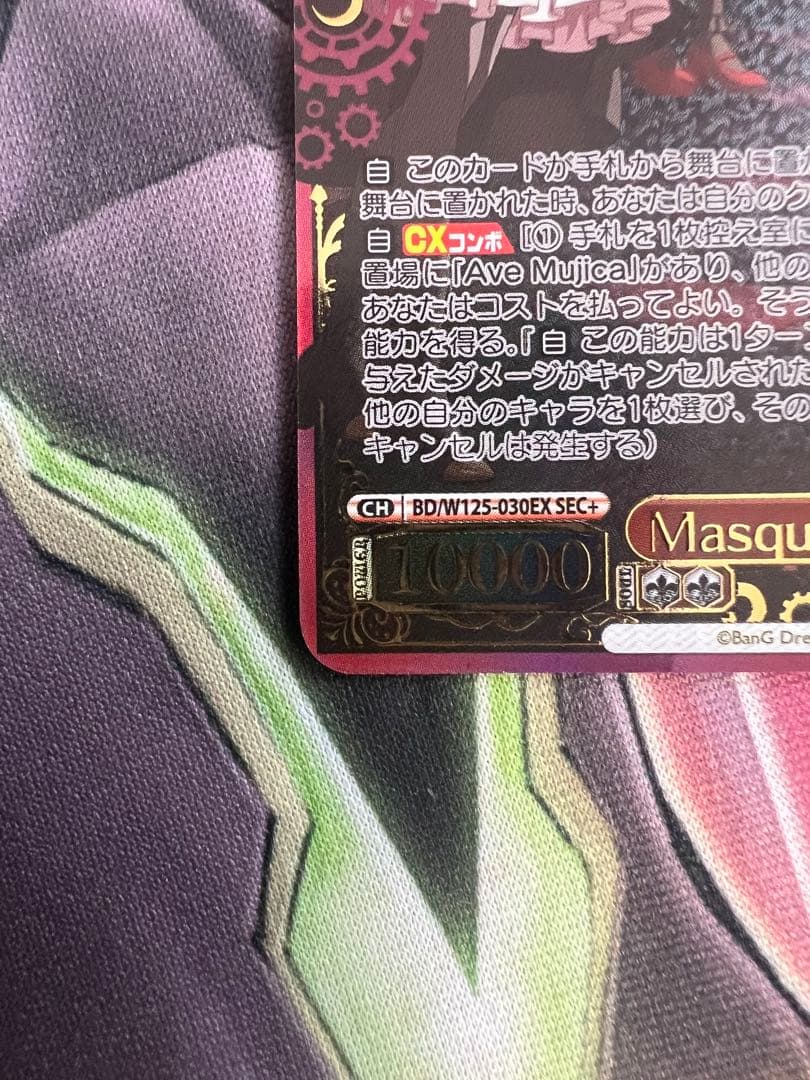 自 このカードが手札から舞台に置か
舞台に置かれた時、あなたは自分のク
自 CXコンボ [① 手札を1枚控え室に
置場に「Ave Mujica」があり、他の
あなたはコストを払ってよい。そう
能力を得る。『自 この能力は1ターン
与えたダメージがキャンセルされた
他の自分のキャラを1枚選び、その
キャンセルは発生する）
CH BD/W125-030EX SEC+
POWER 10000 SOUL Masqu
©BanG Dre